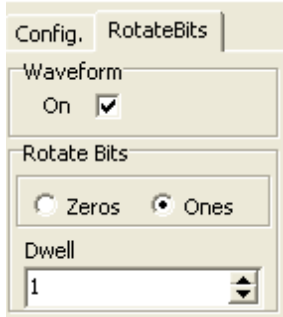 Config. RotateBits
Waveform
On
Rotate Bits
Zeros Ones
Dwell
1